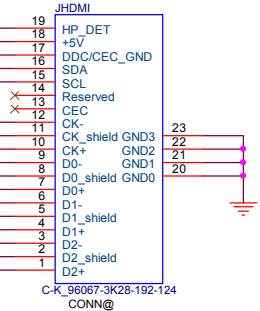 JHDMI
19 HP_DET
18 +5V
17 DDC/CEC_GND
16 SDA
15 SCL
14 Reserved
13 CEC
12 CK-
11 CK_shield GND3 23
10 CK+ GND2 22
9 D0- GND1 21
8 D0_shield GND0 20
7 D0+
6 D1-
5 D1_shield
4 D1+
3 D2-
2 D2_shield
1 D2+
C-K_96067-3K28-192-124
CONN@